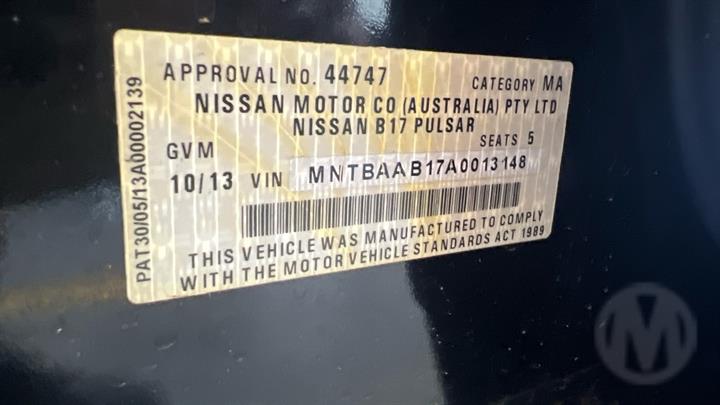 APPROVAL NO. 44747 CATEGORY MA
NISSAN MOTOR CO (AUSTRALIA) PTY LTD
NISSAN B17 PULSAR
GVM SEATS 5
10/13 VIN MNTBAAB17A0013148
THIS VEHICLE WAS MANUFACTURED TO COMPLY
WITH THE MOTOR VEHICLE STANDARDS ACT 1989
PAT30/05/13A00002139
M